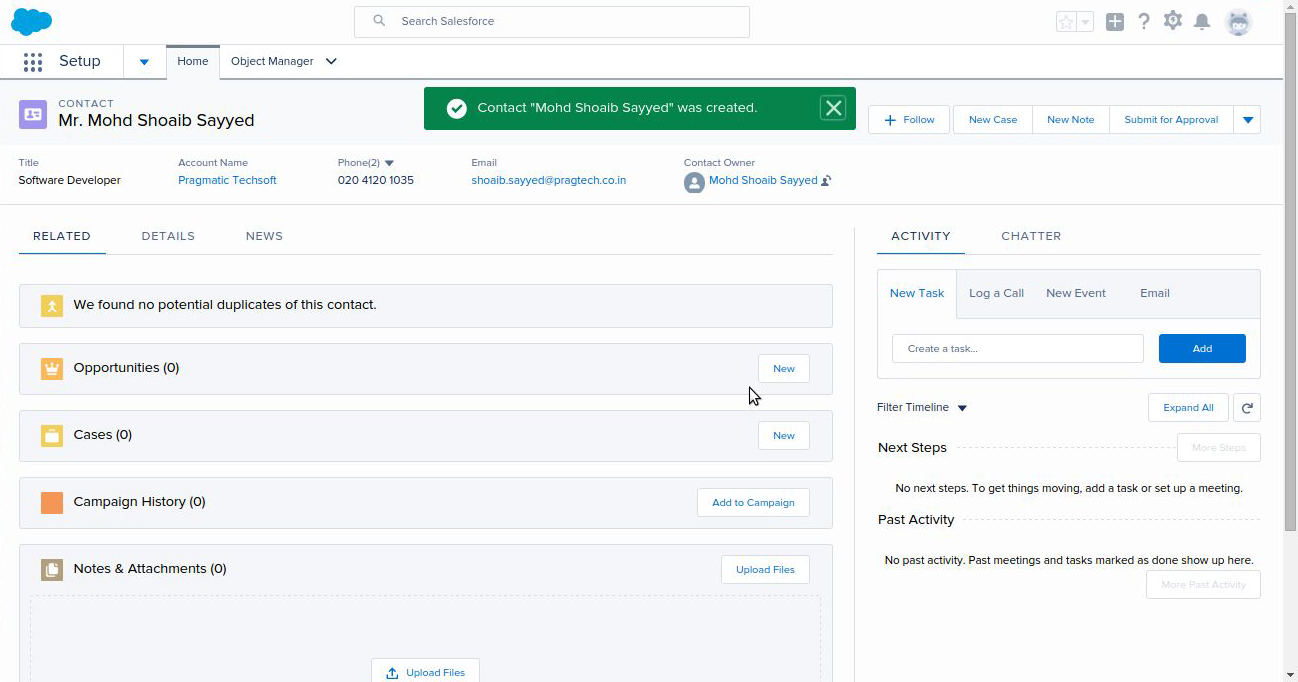 Search Salesforce
Setup
Home
Object Manager
CONTACT
Mr. Mohd Shoaib Sayyed
Contact "Mohd Shoaib Sayyed" was created.
Follow
New Case
New Note
Submit for Approval
Title
Account Name
Phone(2)
Email
Contact Owner
Software Developer
Pragmatic Techsoft
020 4120 1035
shoaib.sayyed@pragtech.co.in
Mohd Shoaib Sayyed
RELATED
DETAILS
NEWS
We found no potential duplicates of this contact.
Opportunities (0)
New
Cases (0)
New
Campaign History (0)
Add to Campaign
Notes & Attachments (0)
Upload Files
Upload Files
ACTIVITY
CHATTER
New Task
Log a Call
New Event
Email
Create a task...
Add
Filter Timeline
Expand All
Next Steps
More Steps
No next steps. To get things moving, add a task or set up a meeting.
Past Activity
No past activity. Past meetings and tasks marked as done show up here.
More Past Activity